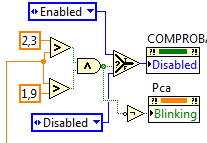 Enabled
COMPROBA
2,3
Disabled
1,9
Pca
Blinking
Disabled